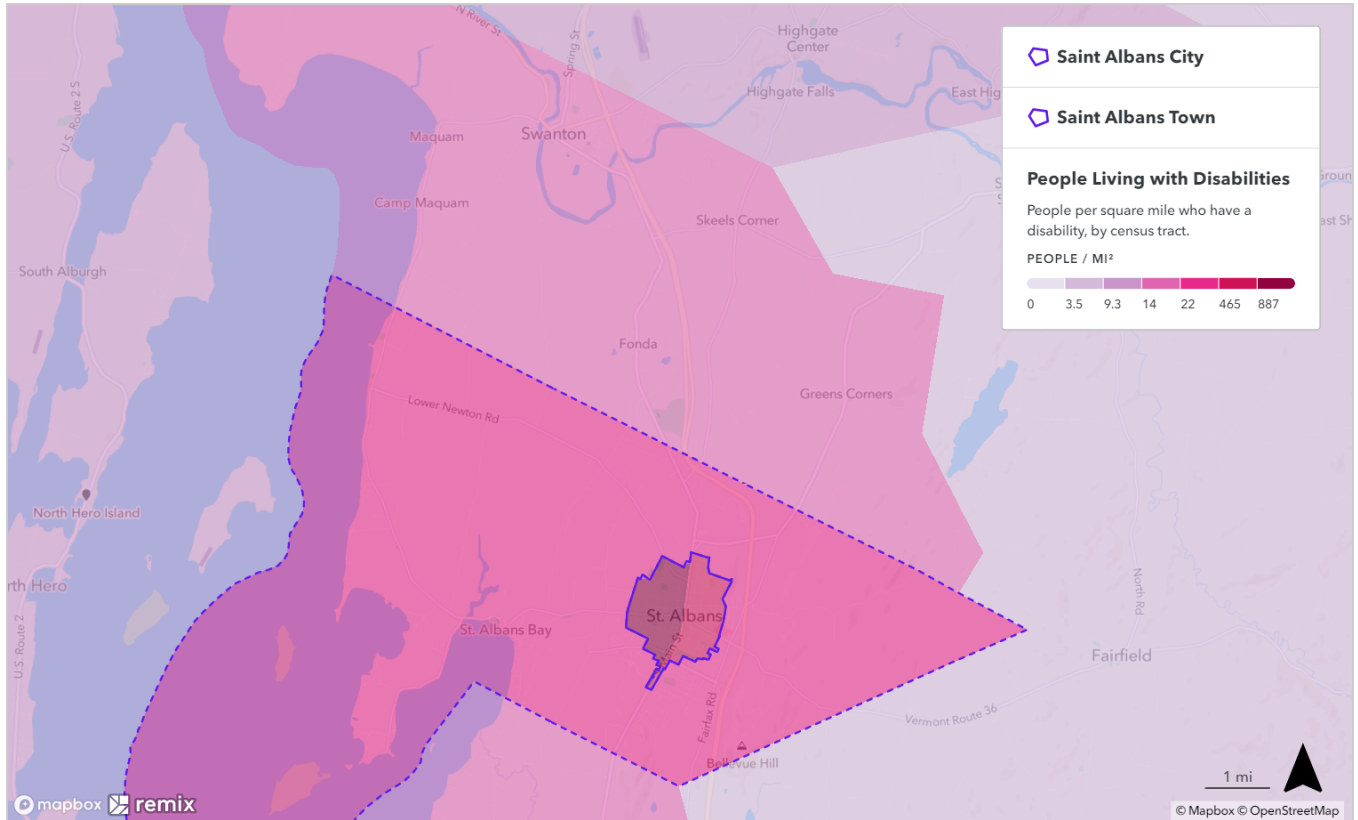 N River St
Spring St
Highgate
Center
Saint Albans City
U.S. Route 2 S
Highgate Falls
East Hig
Saint Albans Town
Maquam
Swanton
People Living with Disabilities
Groun
Camp Maquam
People per square mile who have a
disability, by census tract.
S
Skeels Corner
ast Sh
PEOPLE / MI²
South Alburgh
0 3.5 9.3 14 22 465 887
Fonda
Greens Corners
Lower Newton Rd
North Hero Island
rth Hero
North Rd
St. Albans
St. Albans Bay
Main St
U.S. Route 2
Fairfield
Fairfax Rd
Vermont Route 36
Bellevue Hill
1 mi
mapbox remix
© Mapbox © OpenStreetMap